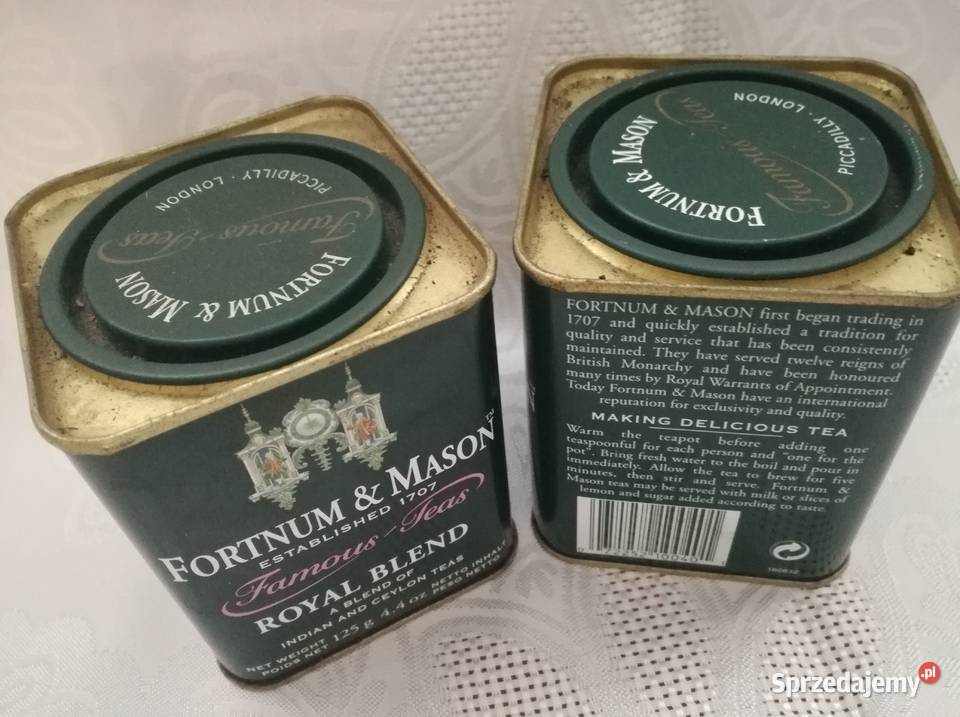 PICCADILLY · LONDON
Famous - Teas
FORTNUM & MASON
FORTNUM & MASON™
ESTABLISHED 1707
Famous - Teas
ROYAL BLEND
A BLEND OF
INDIAN AND CEYLON TEAS
NET WEIGHT 125 g 4.4 oz NETTO INHALT
POIDS NET PESO NETTO
PICCADILLY · LONDON
Famous - Teas
FORTNUM & MASON
FORTNUM & MASON first began trading in
1707 and quickly established a tradition for
quality and service that has been consistently
maintained. They have served twelve reigns of
British Monarchy and have been honoured
many times by Royal Warrants of Appointment.
Today Fortnum & Mason have an international
reputation for exclusivity and quality.
MAKING DELICIOUS TEA
Warm the teapot before adding one
teaspoonful for each person and "one for the
pot". Bring fresh water to the boil and pour in
immediately. Allow the tea to brew for five
minutes, then stir and serve. Fortnum &
Mason teas may be served with milk or slices of
lemon and sugar added according to taste.
Sprzedajemy.pl